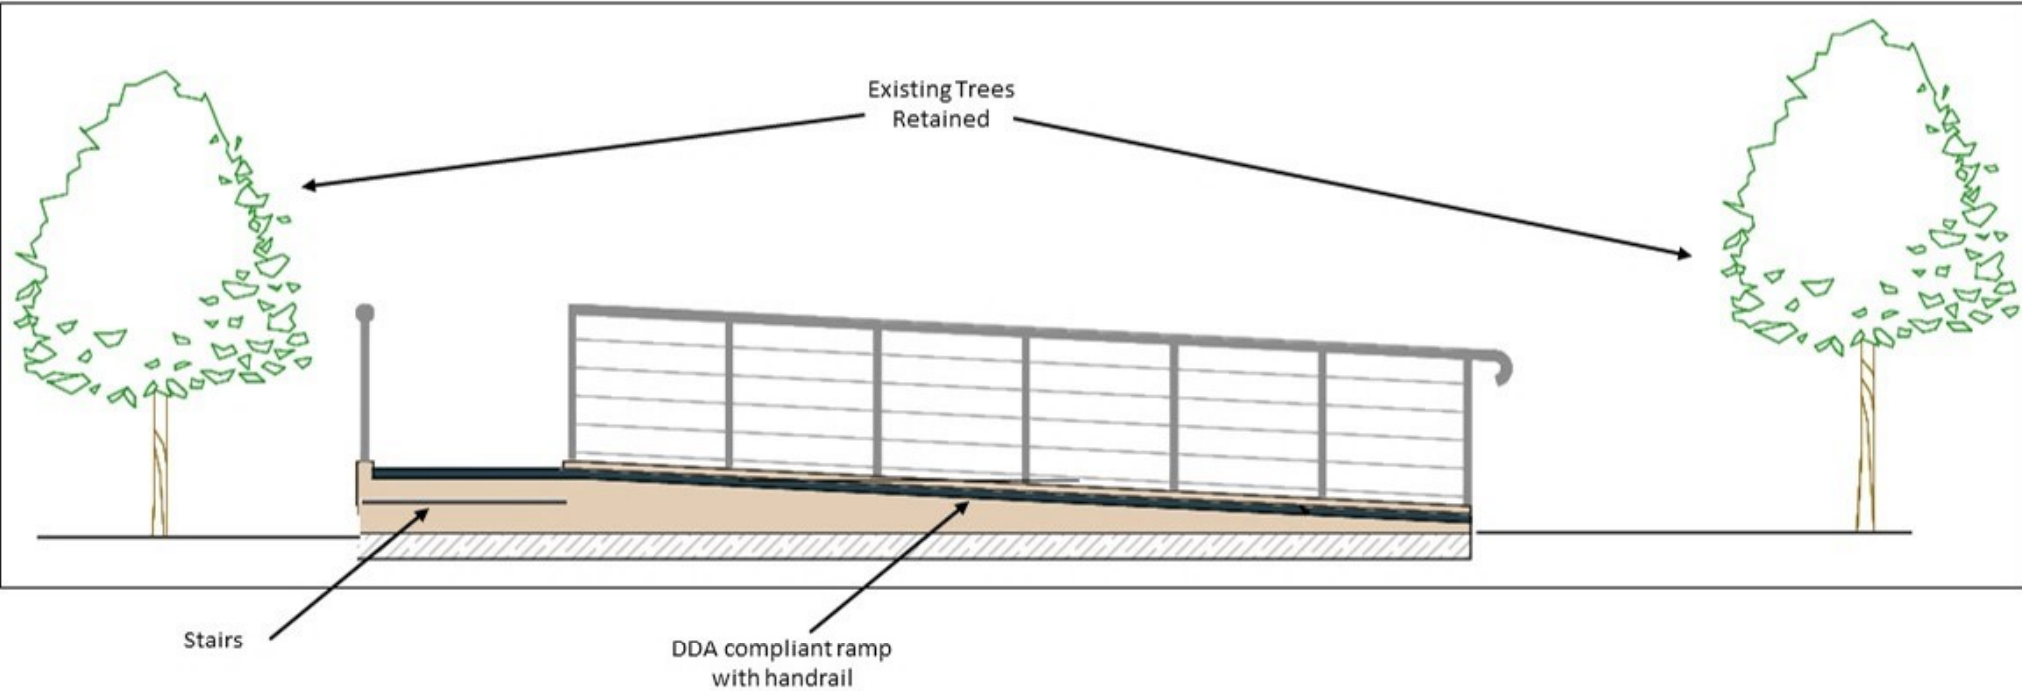 Existing Trees
Retained
Stairs
DDA compliant ramp
with handrail